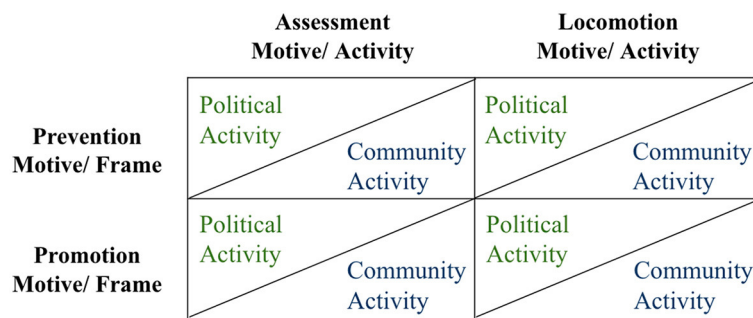 Assessment
Motive/ Activity
Locomotion
Motive/ Activity
Prevention
Motive/ Frame
Political
Activity
Community
Activity
Political
Activity
Community
Activity
Promotion
Motive/ Frame
Political
Activity
Community
Activity
Political
Activity
Community
Activity